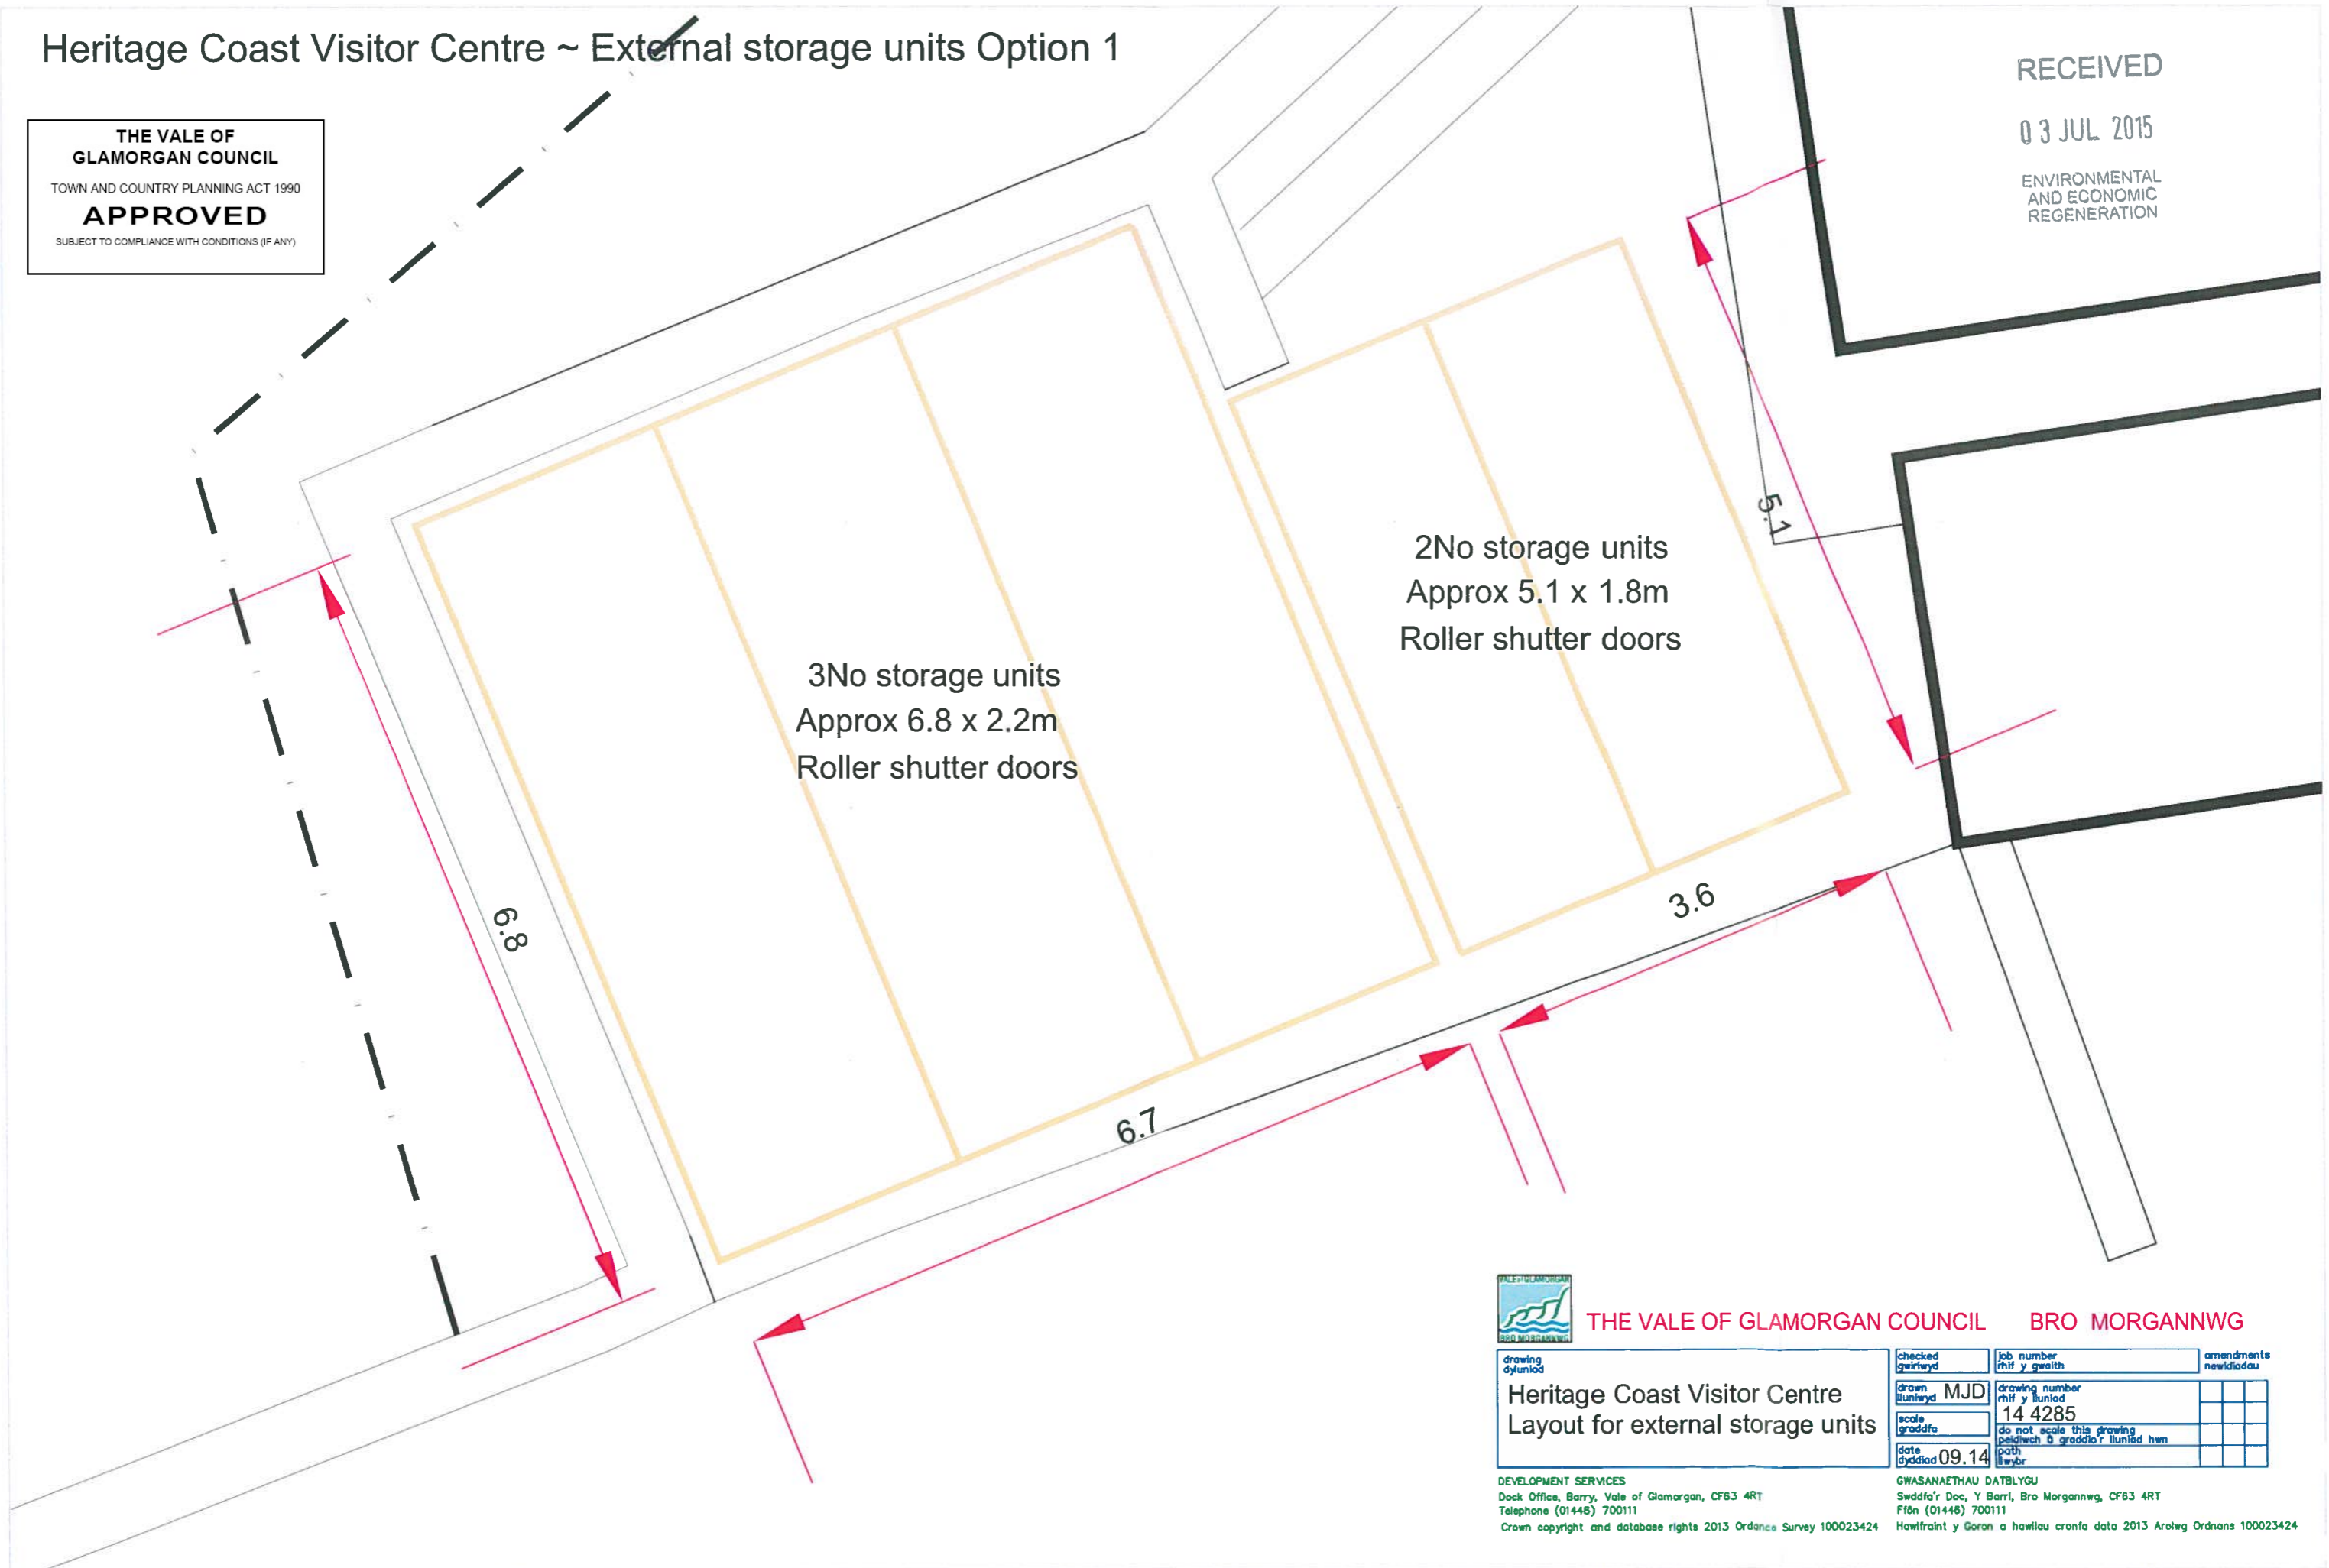 Heritage Coast Visitor Centre ~ External storage units Option 1
THE VALE OF
GLAMORGAN COUNCIL
TOWN AND COUNTRY PLANNING ACT 1990
APPROVED
SUBJECT TO COMPLIANCE WITH CONDITIONS (IF ANY)
RECEIVED
03 JUL 2015
ENVIRONMENTAL
AND ECONOMIC
REGENERATION
5.1
2No storage units
Approx 5.1 x 1.8m
Roller shutter doors
3No storage units
Approx 6.8 x 2.2m
Roller shutter doors
6.8
3.6
6.7
VALE of GLAMORGAN
BRO MORGANNWG
THE VALE OF GLAMORGAN COUNCIL BRO MORGANNWG
drawing
dyluniad
Heritage Coast Visitor Centre
Layout for external storage units
checked
gwiriwyd
job number
rhif y gwaith
amendments
newidiadau
drawn
lluniwyd MJD
drawing number
rhif y lluniad
14 4285
scale
graddfa
do not scale this drawing
peidiwch â graddio'r lluniad hwn
date
dyddiad 09.14
path
llwybr
DEVELOPMENT SERVICES
Dock Office, Barry, Vale of Glamorgan, CF63 4RT
Telephone (01446) 700111
Crown copyright and database rights 2013 Ordance Survey 100023424
GWASANAETHAU DATBLYGU
Swddfa'r Doc, Y Barri, Bro Morgannwg, CF63 4RT
Ffôn (01446) 700111
Hawlfraint y Goron a hawliau cronfa data 2013 Arolwg Ordnans 100023424